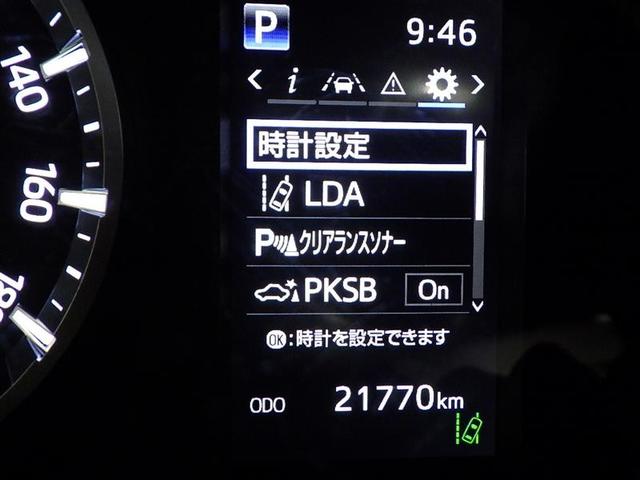 P 9:46
140
i
時計設定
160
LDA
P クリアランスソナー
PKSB On
OK:時計を設定できます
ODO 21770km